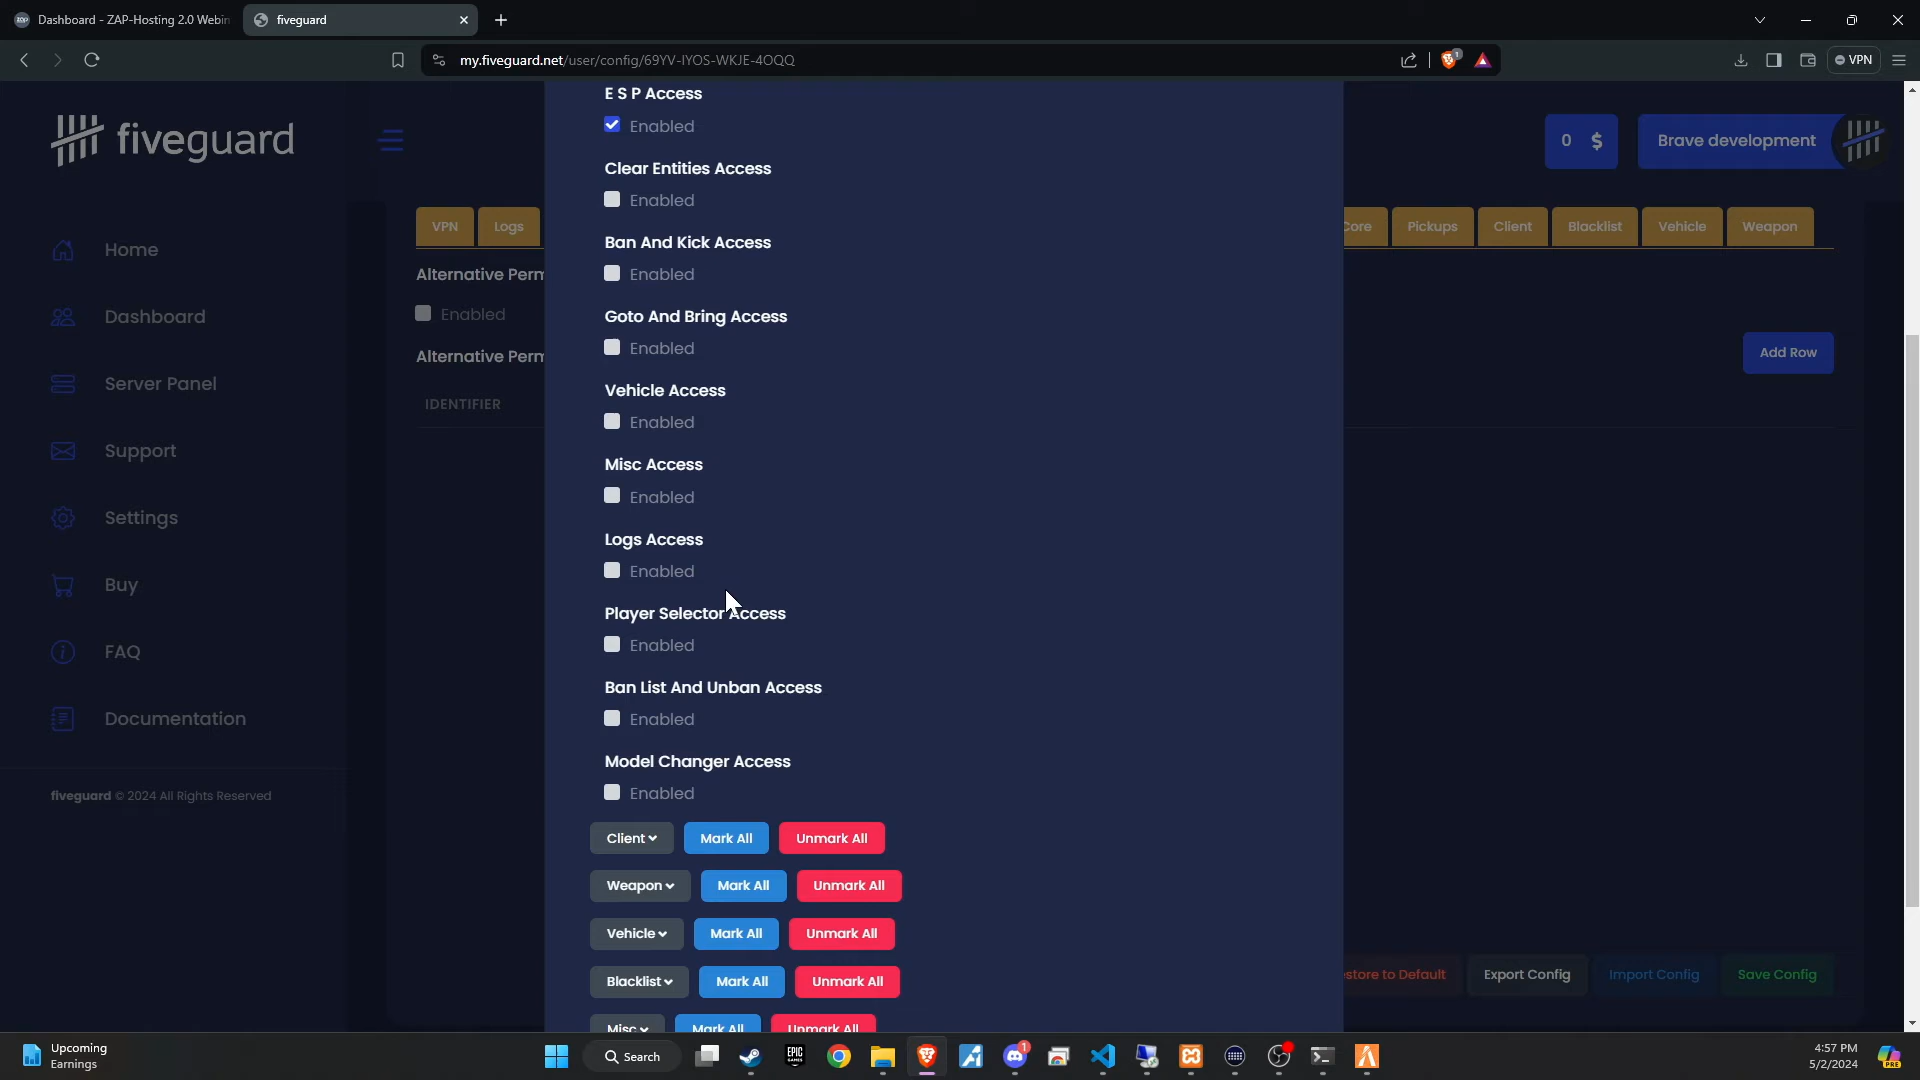 Dashboard - ZAP-Hosting 2.0 Webin
fiveguard
my.fiveguard.net/user/config/69YV-IYOS-WKJE-4OQQ
VPN
fiveguard
0 $
Brave development
Home
Dashboard
Server Panel
Support
Settings
Buy
FAQ
Documentation
fiveguard © 2024 All Rights Reserved
VPN
Logs
Core
Pickups
Client
Blacklist
Vehicle
Weapon
Alternative Perm
Enabled
Alternative Perm
Add Row
IDENTIFIER
E S P Access
Enabled
Clear Entities Access
Enabled
Ban And Kick Access
Enabled
Goto And Bring Access
Enabled
Vehicle Access
Enabled
Misc Access
Enabled
Logs Access
Enabled
Player Selector Access
Enabled
Ban List And Unban Access
Enabled
Model Changer Access
Enabled
Client Mark All Unmark All
Weapon Mark All Unmark All
Vehicle Mark All Unmark All
Blacklist Mark All Unmark All
Misc Mark All Unmark All
estore to Default
Export Config
Import Config
Save Config
Upcoming
Earnings
Search
EPIC
GAMES
1
4:57 PM
5/2/2024
PRE